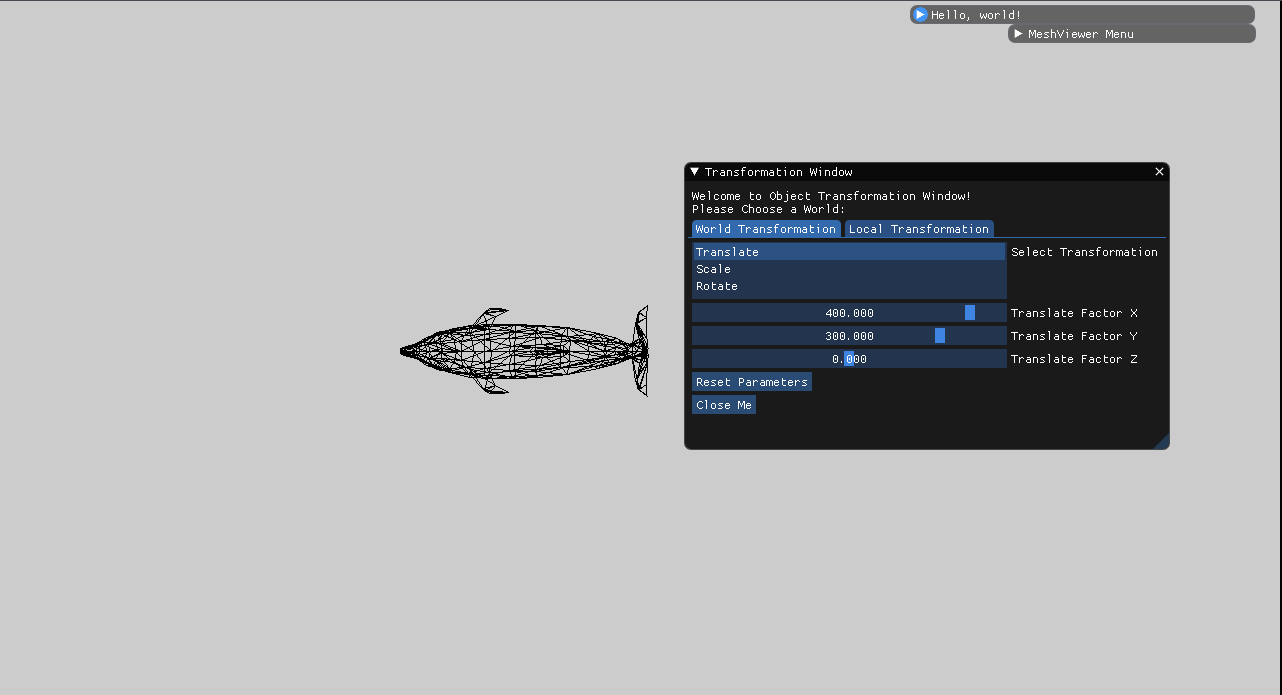 Hello, world!
MeshViewer Menu
Transformation Window
Welcome to Object Transformation Window!
Please Choose a World:
World Transformation Local Transformation
Translate Select Transformation
Scale
Rotate
400.000 Translate Factor X
300.000 Translate Factor Y
0.000 Translate Factor Z
Reset Parameters
Close Me